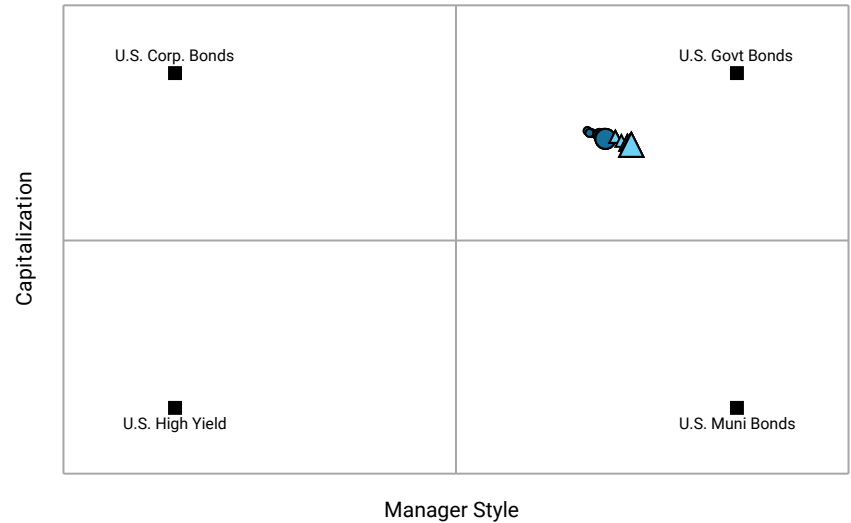 U.S. Corp. Bonds
U.S. Govt Bonds
Capitalization
U.S. High Yield
U.S. Muni Bonds
Manager Style